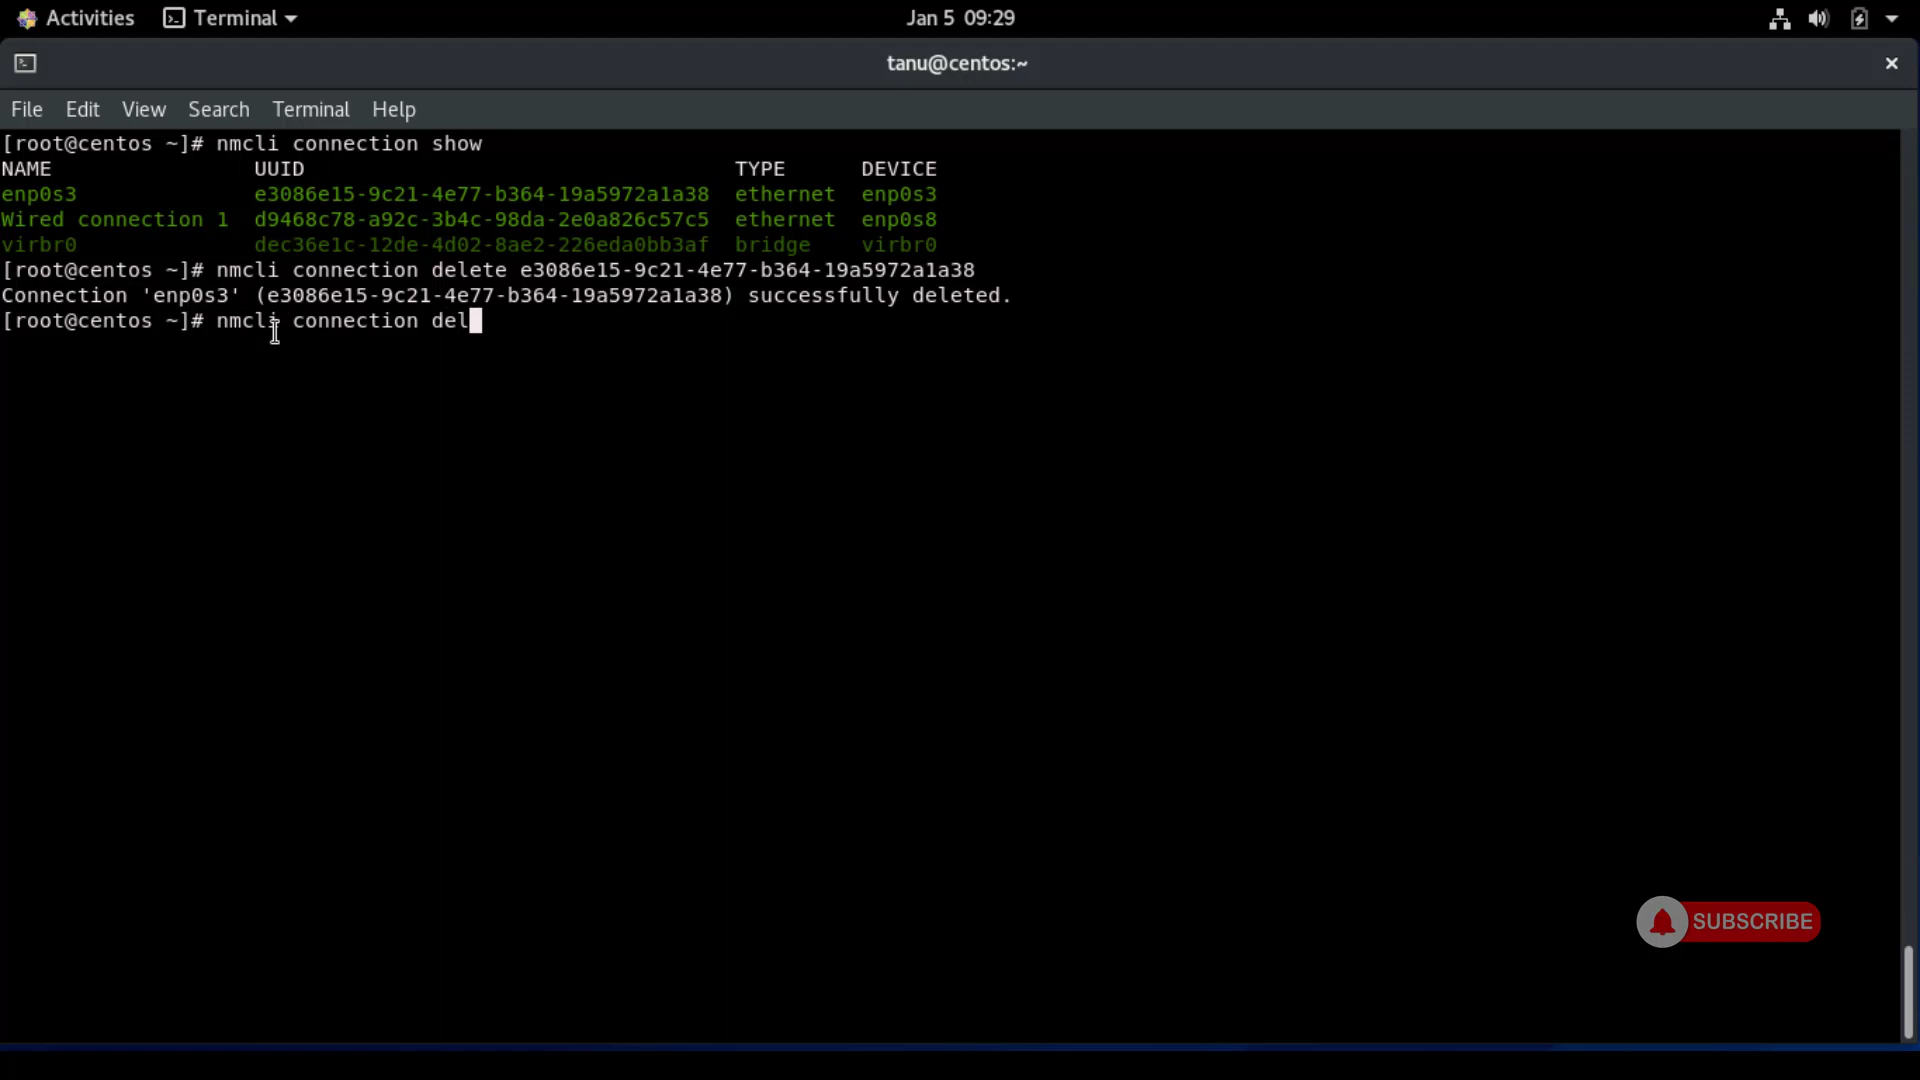 Activities Terminal Jan 5 09:29
tanu@centos:~
File Edit View Search Terminal Help
[root@centos ~]# nmcli connection show
NAME UUID TYPE DEVICE
enp0s3 e3086e15-9c21-4e77-b364-19a5972a1a38 ethernet enp0s3
Wired connection 1 d9468c78-a92c-3b4c-98da-2e0a826c57c5 ethernet enp0s8
virbr0 dec36e1c-12de-4d02-8ae2-226eda0bb3af bridge virbr0
[root@centos ~]# nmcli connection delete e3086e15-9c21-4e77-b364-19a5972a1a38
Connection 'enp0s3' (e3086e15-9c21-4e77-b364-19a5972a1a38) successfully deleted.
[root@centos ~]# nmcli connection del
SUBSCRIBE